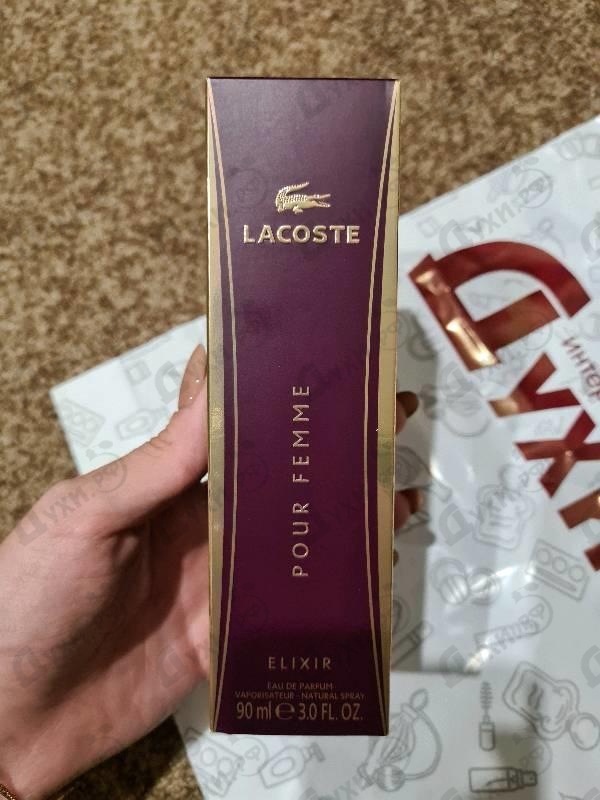 LACOSTE
POUR FEMME
ELIXIR
EAU DE PARFUM
VAPORISATEUR - NATURAL SPRAY
90 ml ℮ 3.0 FL. OZ.
Духи
Интер